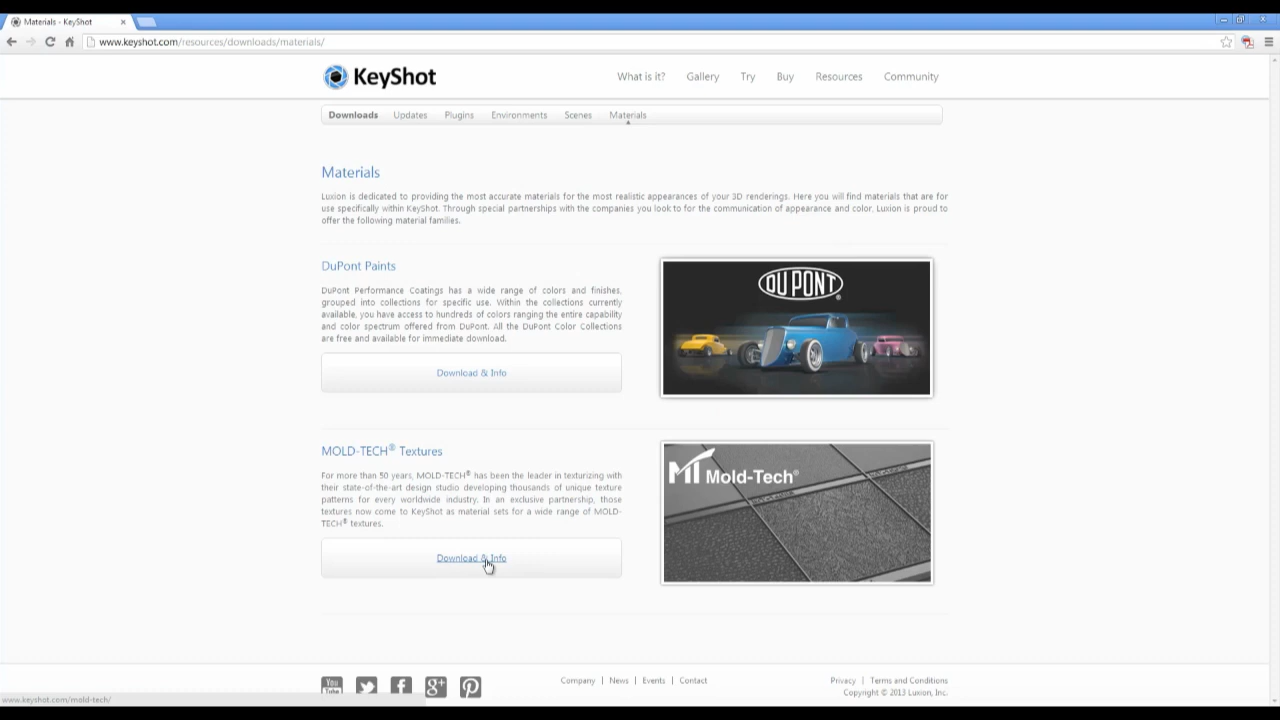 Materials - KeyShot
www.keyshot.com/resources/downloads/materials/
KeyShot
What is it? Gallery Try Buy Resources Community
Downloads Updates Plugins Environments Scenes Materials
Materials
Luxion is dedicated to providing the most accurate materials for the most realistic appearances of your 3D renderings. Here you will find materials that are for
use specifically within KeyShot. Through special partnerships with the companies you look to for the communication of appearance and color, Luxion is proud to
offer the following material families.
DuPont Paints
DuPont Performance Coatings has a wide range of colors and finishes,
grouped into collections for specific use. Within the collections currently
available, you have access to hundreds of colors ranging the entire capability
and color spectrum offered from DuPont. All the DuPont Color Collections
are free and available for immediate download.
Download & Info
DU PONT®
MOLD-TECH® Textures
For more than 50 years, MOLD-TECH® has been the leader in texturizing with
their state-of-the-art design studio developing thousands of unique texture
patterns for every worldwide industry. In an exclusive partnership, those
textures now come to KeyShot as material sets for a wide range of MOLD-
TECH® textures.
Download & Info
MT Mold-Tech®
You Tube
Company | News | Events | Contact
Privacy | Terms and Conditions
Copyright © 2013 Luxion, Inc.
www.keyshot.com/mold-tech/